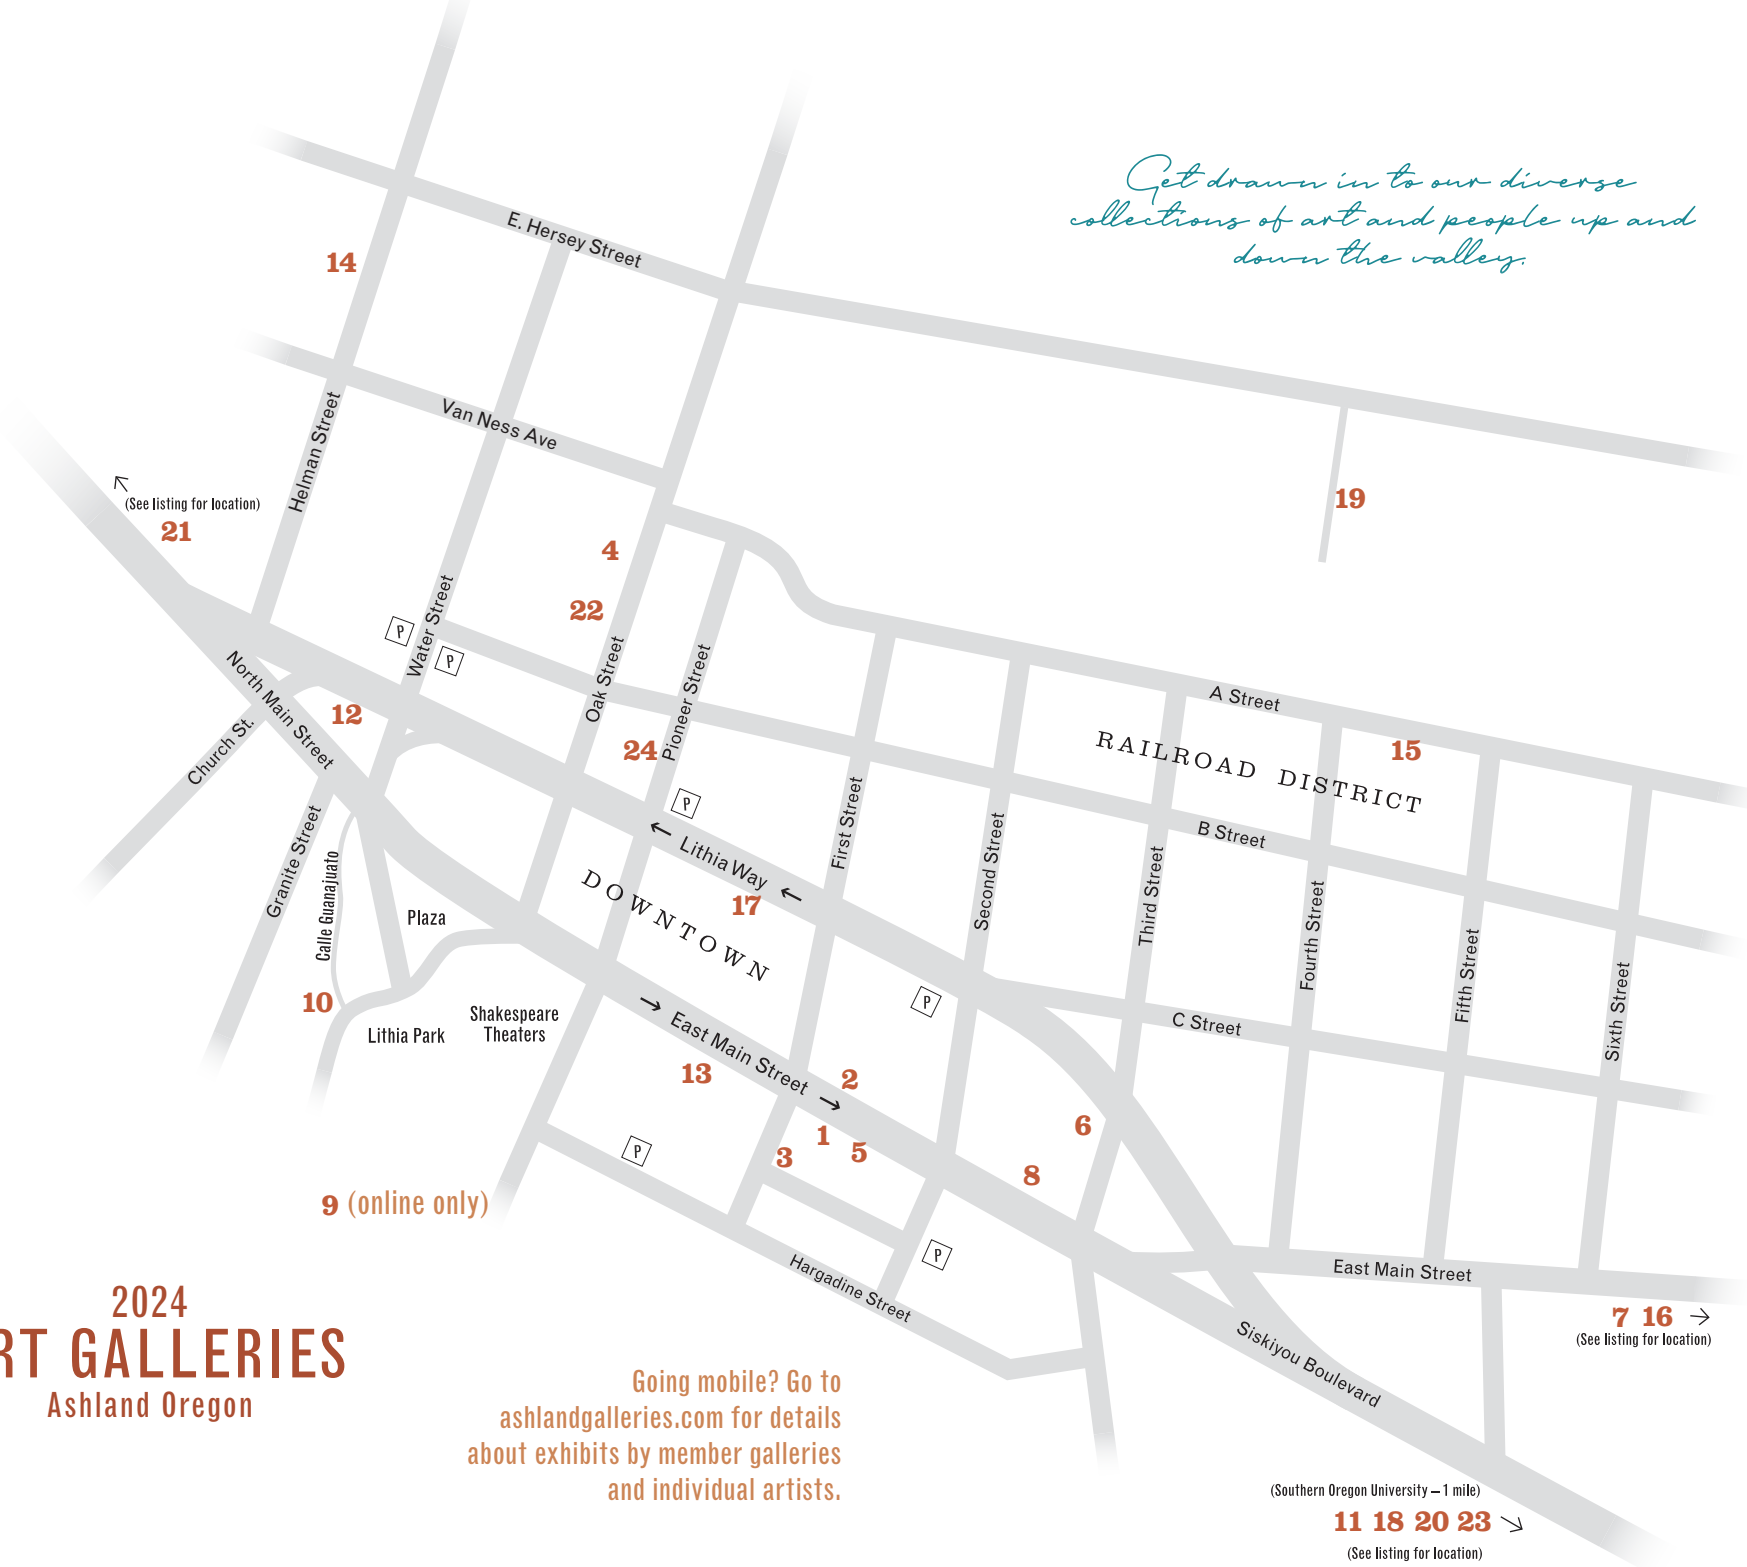 Get drawn in to our diverse
collections of art and people up and
down the valley.
E. Hersey Street
14
Van Ness Ave
Helman Street
(See listing for location)
21
19
4
22
Water Street
P
P
Oak Street
Pioneer Street
North Main Street
12
Church St.
24
A Street
RAILROAD DISTRICT
15
P
Lithia Way
17
First Street
B Street
Second Street
Third Street
Fourth Street
Fifth Street
Sixth Street
Granite Street
Calle Guanajuato
Plaza
DOWNTOWN
10
Lithia Park
Shakespeare
Theaters
P
C Street
East Main Street
13
2
1
5
3
6
8
P
9 (online only)
P
Hargadine Street
East Main Street
7 16
(See listing for location)
Siskiyou Boulevard
2024
RT GALLERIES
Ashland Oregon
Going mobile? Go to
ashlandgalleries.com for details
about exhibits by member galleries
and individual artists.
(Southern Oregon University – 1 mile)
11 18 20 23
(See listing for location)